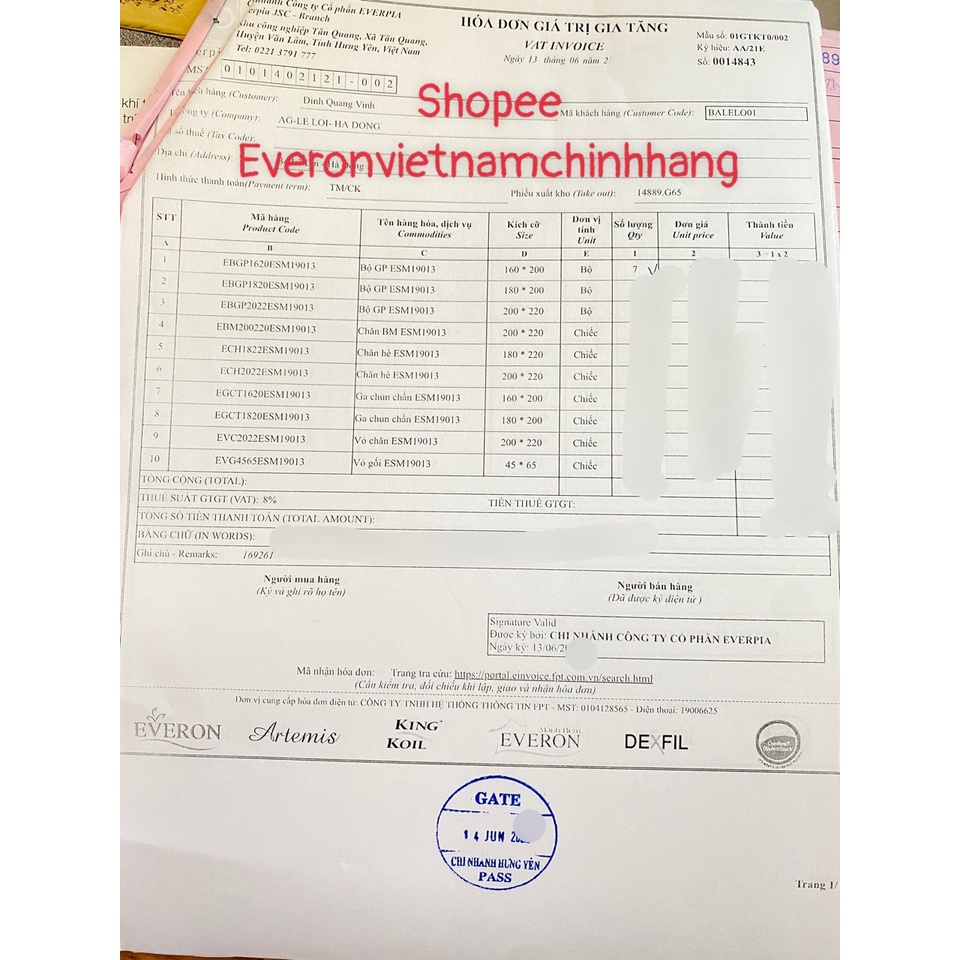 nhánh Công ty Cổ phần EVERPIA
Everpia JSC - Branch
Khu công nghiệp Tân Quang, Xã Tân Quang,
Huyện Văn Lâm, Tỉnh Hưng Yên, Việt Nam
Tel: 0221 3791 777
HÓA ĐƠN GIÁ TRỊ GIA TĂNG
VAT INVOICE
Ngày 13 tháng 06 năm 2
Mẫu số: 01GTKT0/002
Ký hiệu: AA/21E
Số: 0014843
MST 0101402121-002
Tên khách hàng (Customer): Dinh Quang Vinh
Shopee
Mã khách hàng (Customer Code): BALELO01
Công ty (Company): AG-LE LOI- HA DONG
Mã số thuế (Tax Code):
Everonvietnamchinhhang
Địa chỉ (Address):
Hình thức thanh toán(Payment term): TM/CK
Phiếu xuất kho (Take out): 14889.G65
STT Mã hàng Product Code Tên hàng hóa, dịch vụ Commodities Kích cỡ Size Đơn vị tính Unit Số lượng Qty Đơn giá Unit price Thành tiền Value
A B C D E 1 2 3 = 1 x 2
1 EBGP1620ESM19013 Bộ GP ESM19013 160 * 200 Bộ 7
2 EBGP1820ESM19013 Bộ GP ESM19013 180 * 200 Bộ
3 EBGP2022ESM19013 Bộ GP ESM19013 200 * 220 Bộ
4 EBM200220ESM19013 Chăn BM ESM19013 200 * 220 Chiếc
5 ECH1822ESM19013 Chăn hè ESM19013 180 * 220 Chiếc
6 ECH2022ESM19013 Chăn hè ESM19013 200 * 220 Chiếc
7 EGCT1620ESM19013 Ga chun chần ESM19013 160 * 200 Chiếc
8 EGCT1820ESM19013 Ga chun chần ESM19013 180 * 200 Chiếc
9 EVC2022ESM19013 Vỏ chăn ESM19013 200 * 220 Chiếc
10 EVG4565ESM19013 Vỏ gối ESM19013 45 * 65 Chiếc
TỔNG CỘNG (TOTAL):
THUẾ SUẤT GTGT (VAT): 8% TIỀN THUẾ GTGT:
TỔNG SỐ TIỀN THANH TOÁN (TOTAL AMOUNT):
BẰNG CHỮ (IN WORDS):
Ghi chú - Remarks: 169261
Người mua hàng
(Ký và ghi rõ họ tên)
Người bán hàng
(Đã được ký điện tử )
Signature Valid
Được ký bởi: CHI NHÁNH CÔNG TY CỔ PHẦN EVERPIA
Ngày ký: 13/06/20
Mã nhận hóa đơn: Trang tra cứu: https://portal.einvoice.fpt.com.vn/search.html
(Cần kiểm tra, đối chiếu khi lập, giao và nhận hóa đơn)
Đơn vị cung cấp hóa đơn điện tử: CÔNG TY TNHH HỆ THỐNG THÔNG TIN FPT - MST: 0104128565 - Điện thoại: 19006625
EVERON Artemis KING KOIL EVERON DEXFIL
GATE
14 JUN 20
CHI NHANH HUNG YÊN
PASS
Trang 1/